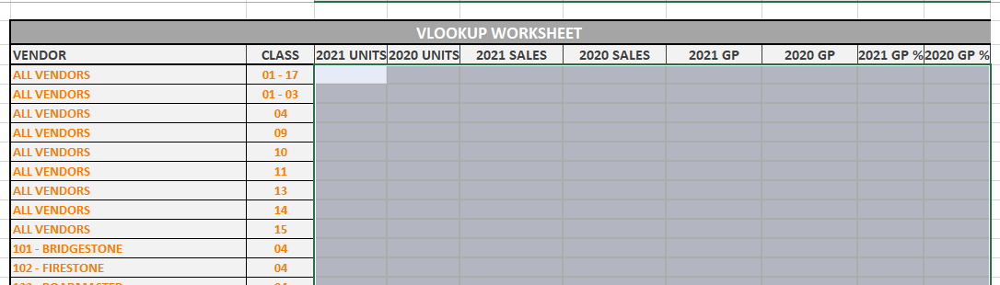 VLOOKUP WORKSHEET
VENDOR CLASS 2021 UNITS 2020 UNITS 2021 SALES 2020 SALES 2021 GP 2020 GP 2021 GP % 2020 GP %
ALL VENDORS 01 - 17
ALL VENDORS 01 - 03
ALL VENDORS 04
ALL VENDORS 09
ALL VENDORS 10
ALL VENDORS 11
ALL VENDORS 13
ALL VENDORS 14
ALL VENDORS 15
101 - BRIDGESTONE 04
102 - FIRESTONE 04